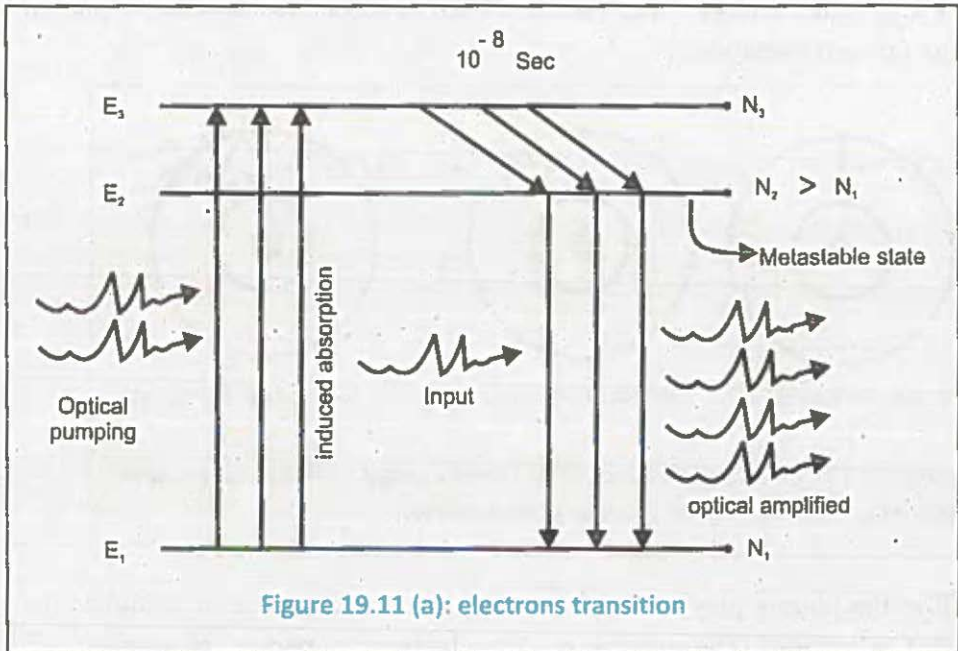 10⁻⁸ Sec
E₃
N₃
E₂
N₂ > N₁
Metastable state
induced absorption
Optical
pumping
Input
optical amplified
E₁
N₁
Figure 19.11 (a): electrons transition